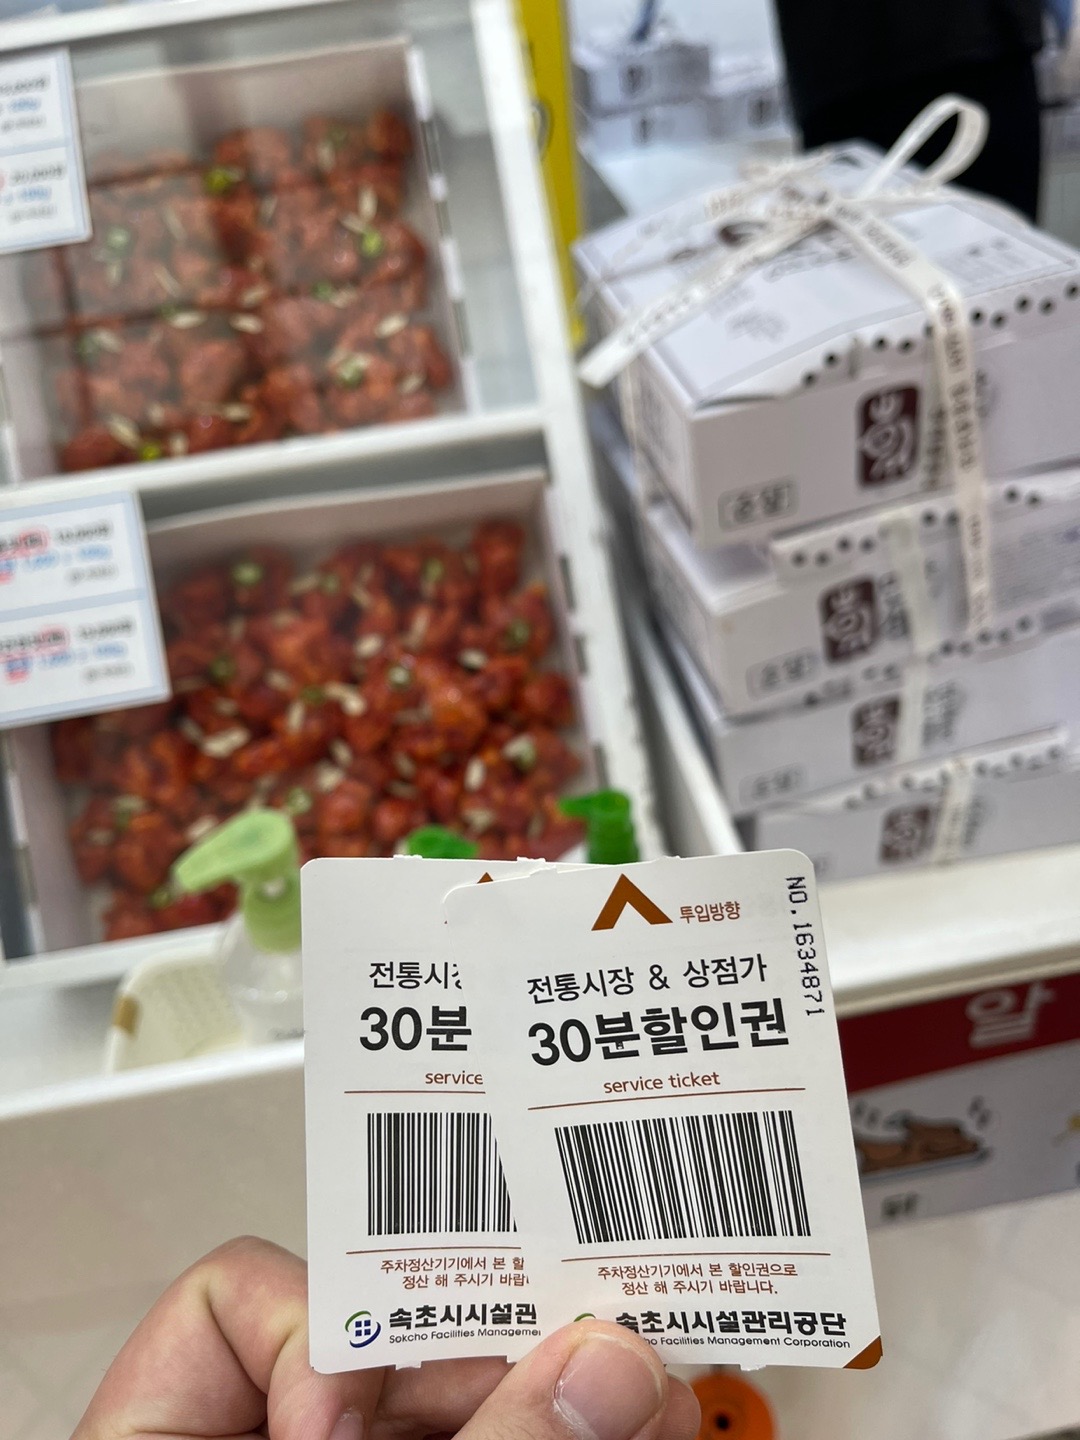 전통시
30분
service
주차정산기기에서 본 할
정산 해 주시기 바랍
속초시시설관
Sokcho Facilities Manageme
투입방향
NO.1634871
전통시장 & 상점가
30분할인권
service ticket
주차정산기기에서 본 할인권으로
정산 해 주시기 바랍니다.
속초시시설관리공단
ho Facilities Management Corporation
알
순살